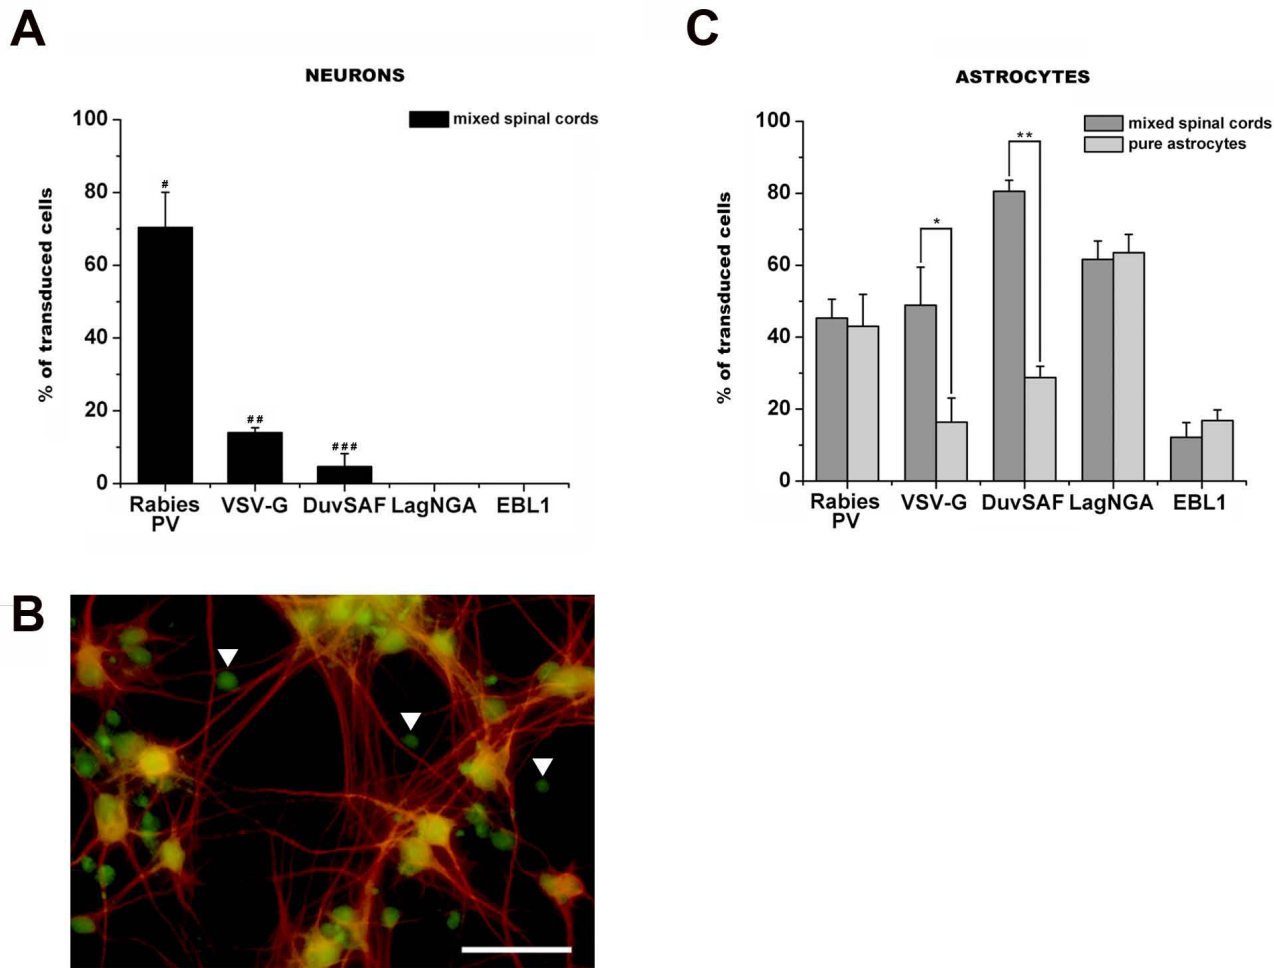 A
NEURONS
mixed spinal cords
% of transduced cells
100
80
60
40
20
0
#
##
###
Rabies PV
VSV-G
DuvSAF
LagNGA
EBL1
C
ASTROCYTES
mixed spinal cords
pure astrocytes
% of transduced cells
100
80
60
40
20
0
*
**
Rabies PV
VSV-G
DuvSAF
LagNGA
EBL1
B